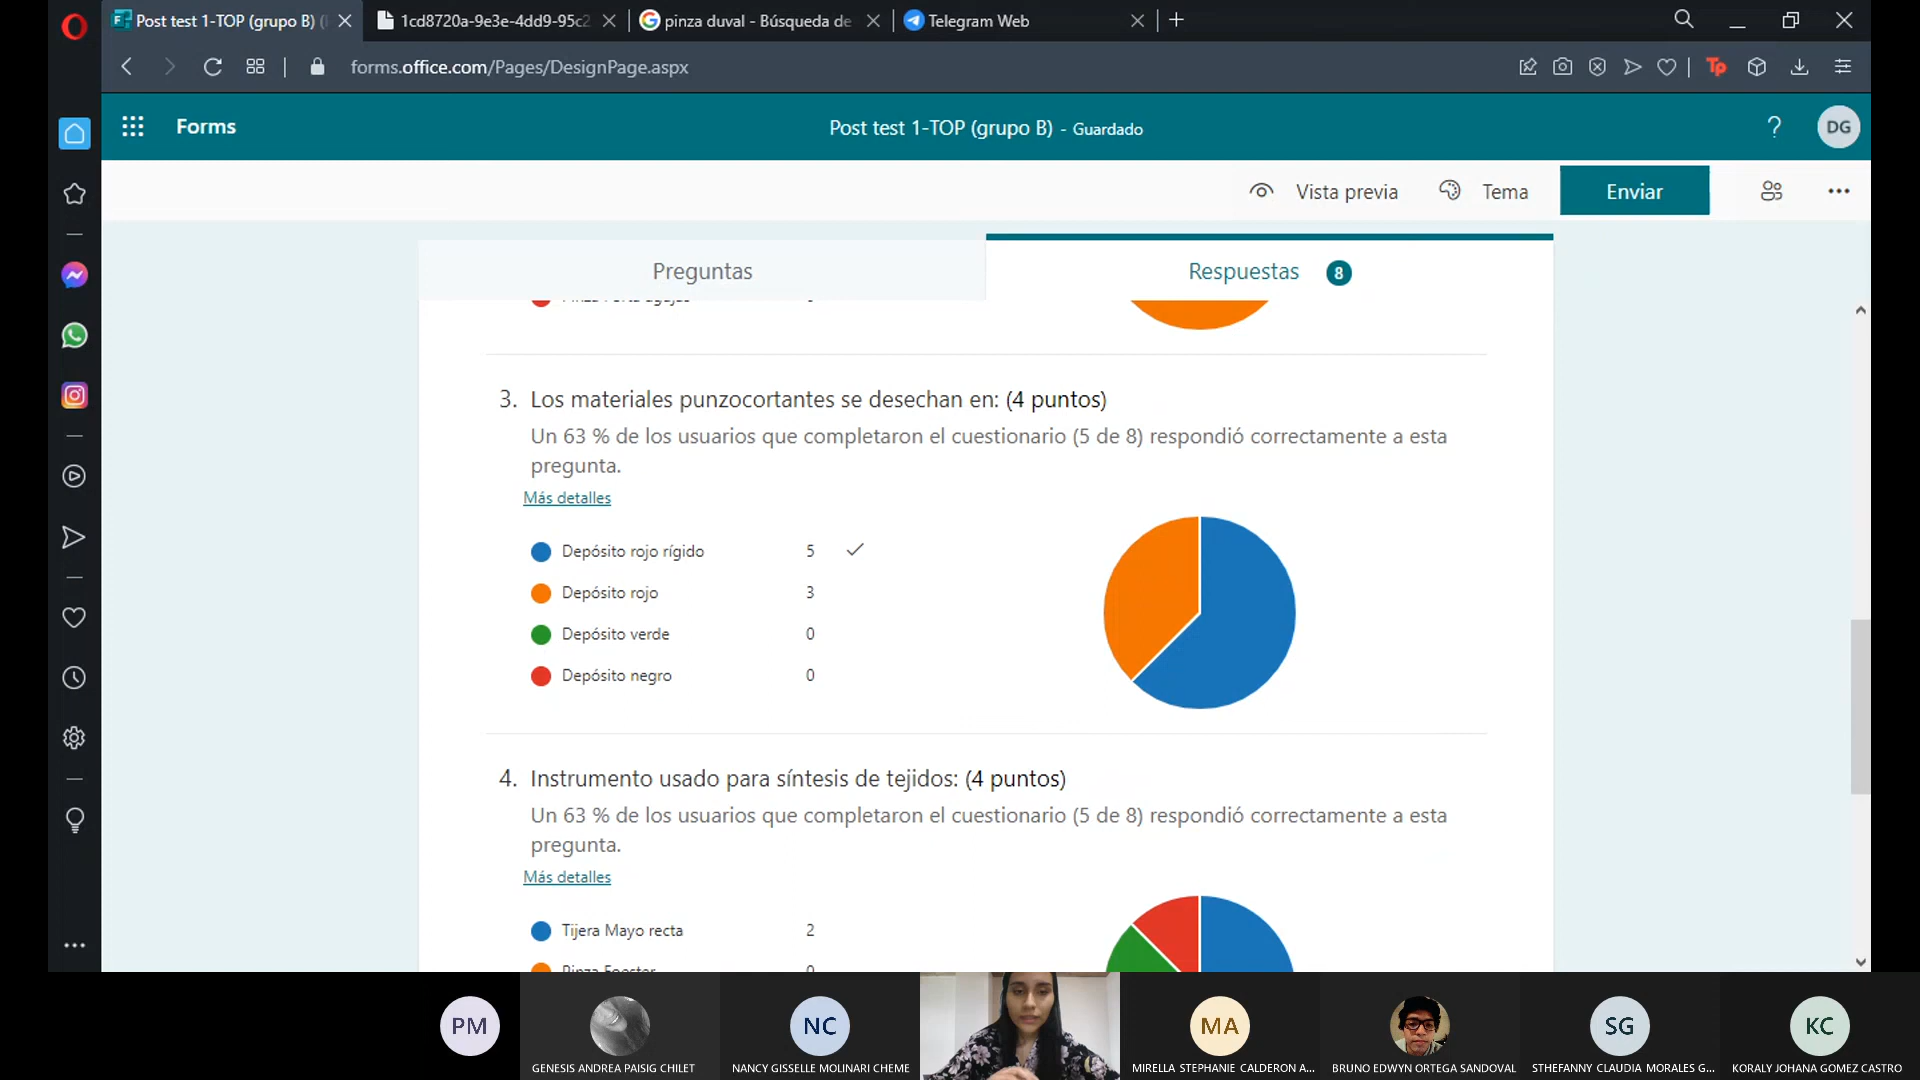 Post test 1-TOP (grupo B) (
1cd8720a-9e3e-4dd9-95c2
pinza duval - Búsqueda de
Telegram Web
forms.office.com/Pages/DesignPage.aspx
Tp
Forms
Post test 1-TOP (grupo B) - Guardado
?
DG
Vista previa
Tema
Enviar
Preguntas
Respuestas 8
3. Los materiales punzocortantes se desechan en: (4 puntos)
Un 63 % de los usuarios que completaron el cuestionario (5 de 8) respondió correctamente a esta
pregunta.
Más detalles
Depósito rojo rígido 5
Depósito rojo 3
Depósito verde 0
Depósito negro 0
4. Instrumento usado para síntesis de tejidos: (4 puntos)
Un 63 % de los usuarios que completaron el cuestionario (5 de 8) respondió correctamente a esta
pregunta.
Más detalles
Tijera Mayo recta 2
Pinza Foester 0
PM
NC
MA
SG
KC
GENESIS ANDREA PAISIG CHILET
NANCY GISSELLE MOLINARI CHEME
MIRELLA STEPHANIE CALDERON A...
BRUNO EDWYN ORTEGA SANDOVAL
STHEFANNY CLAUDIA MORALES G...
KORALY JOHANA GOMEZ CASTRO